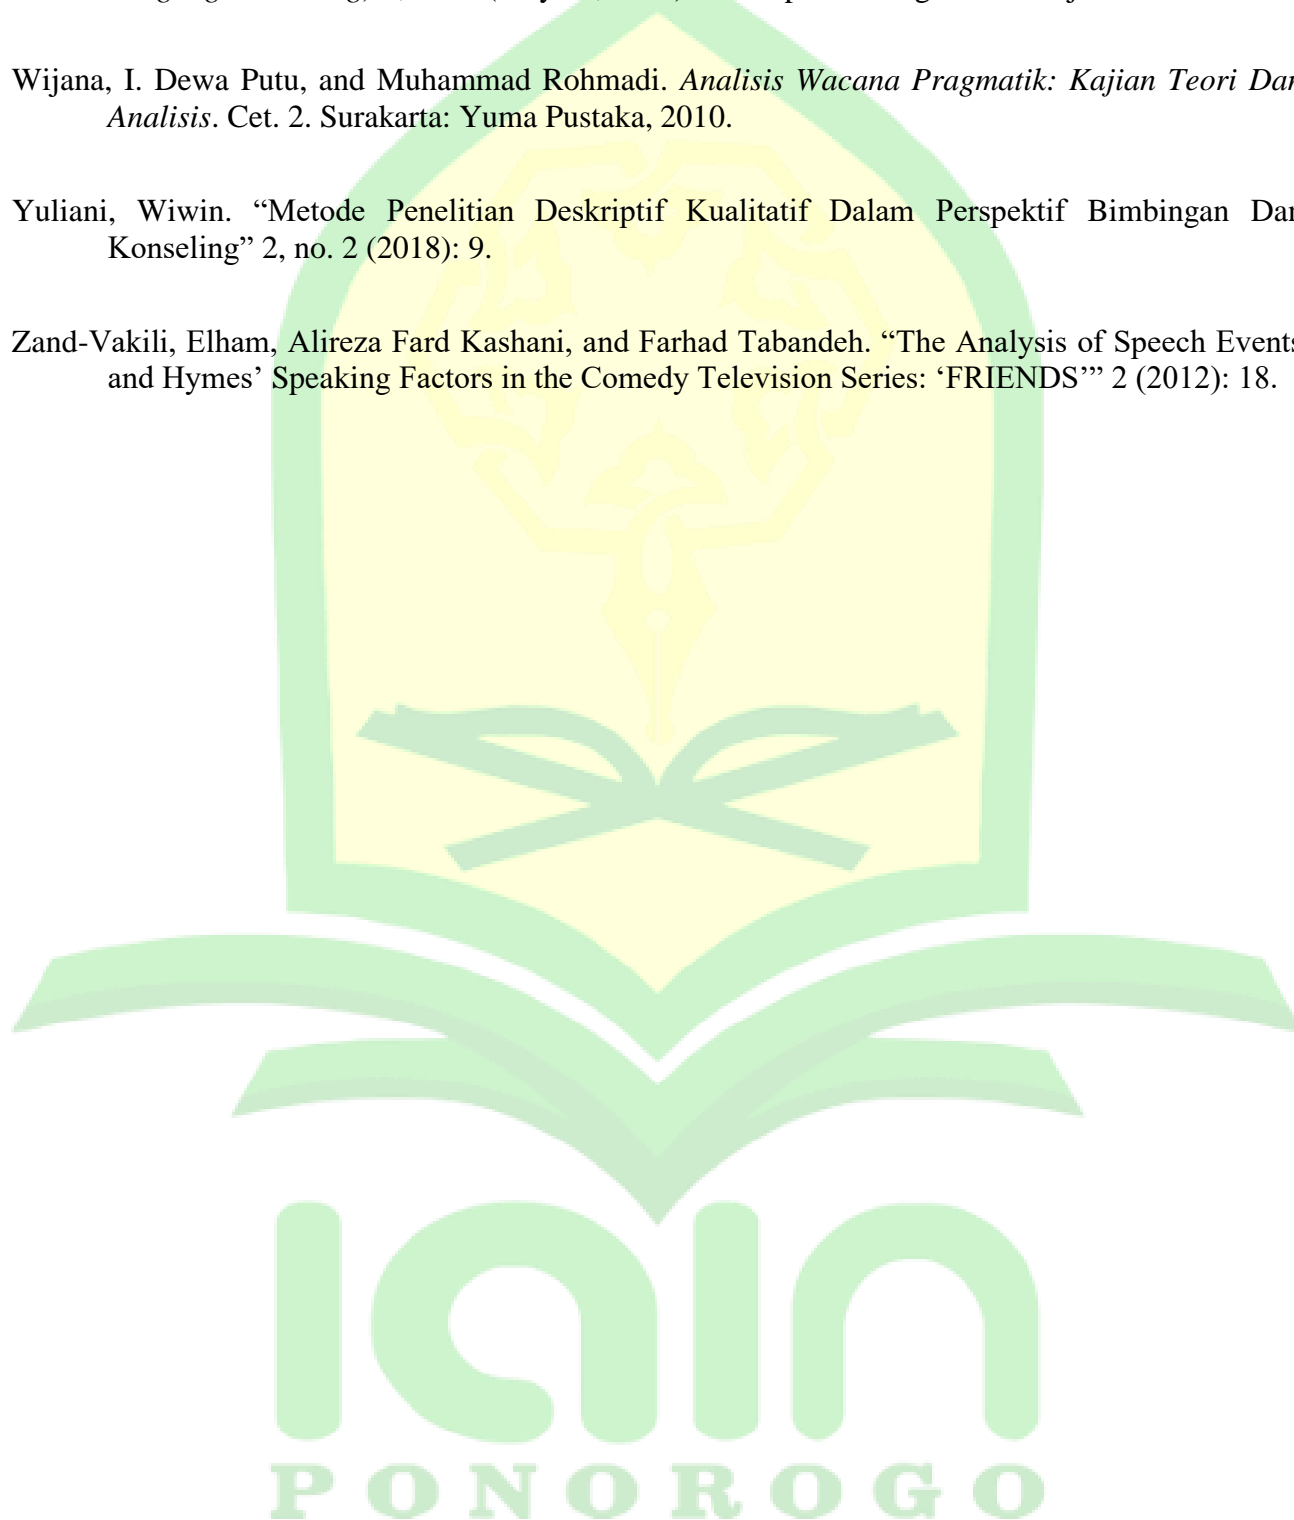 Wijana, I. Dewa Putu, and Muhammad Rohmadi. Analisis Wacana Pragmatik: Kajian Teori Dan
Analisis. Cet. 2. Surakarta: Yuma Pustaka, 2010.
Yuliani, Wiwin. “Metode Penelitian Deskriptif Kualitatif Dalam Perspektif Bimbingan Dan
Konseling” 2, no. 2 (2018): 9.
Zand-Vakili, Elham, Alireza Fard Kashani, and Farhad Tabandeh. “The Analysis of Speech Events
and Hymes’ Speaking Factors in the Comedy Television Series: ‘FRIENDS’” 2 (2012): 18.
iain
PONOROGO